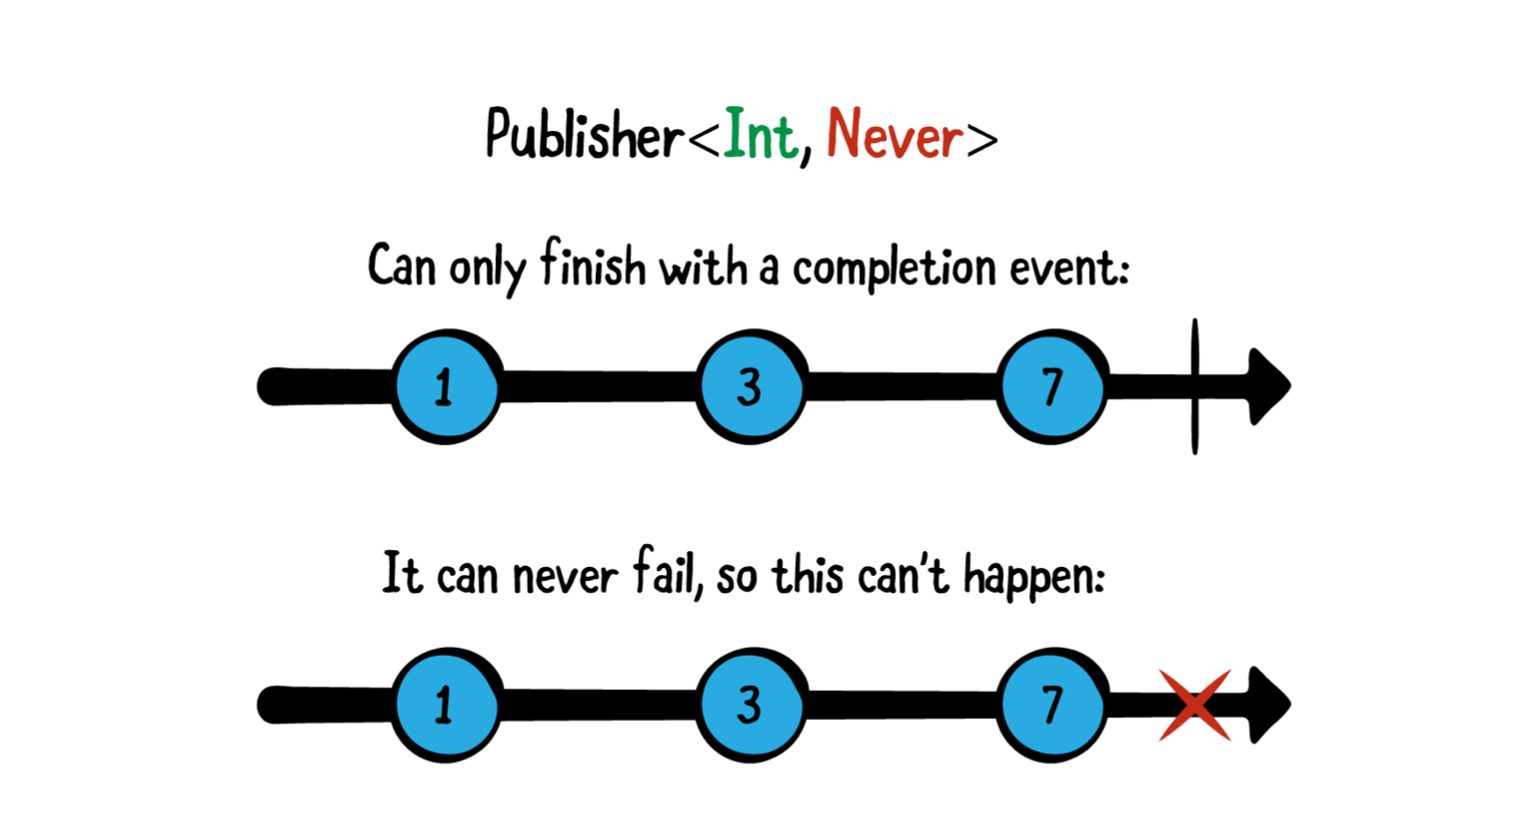 Publisher<Int, Never>
Can only finish with a completion event:
1 3 7
It can never fail, so this can't happen:
1 3 7